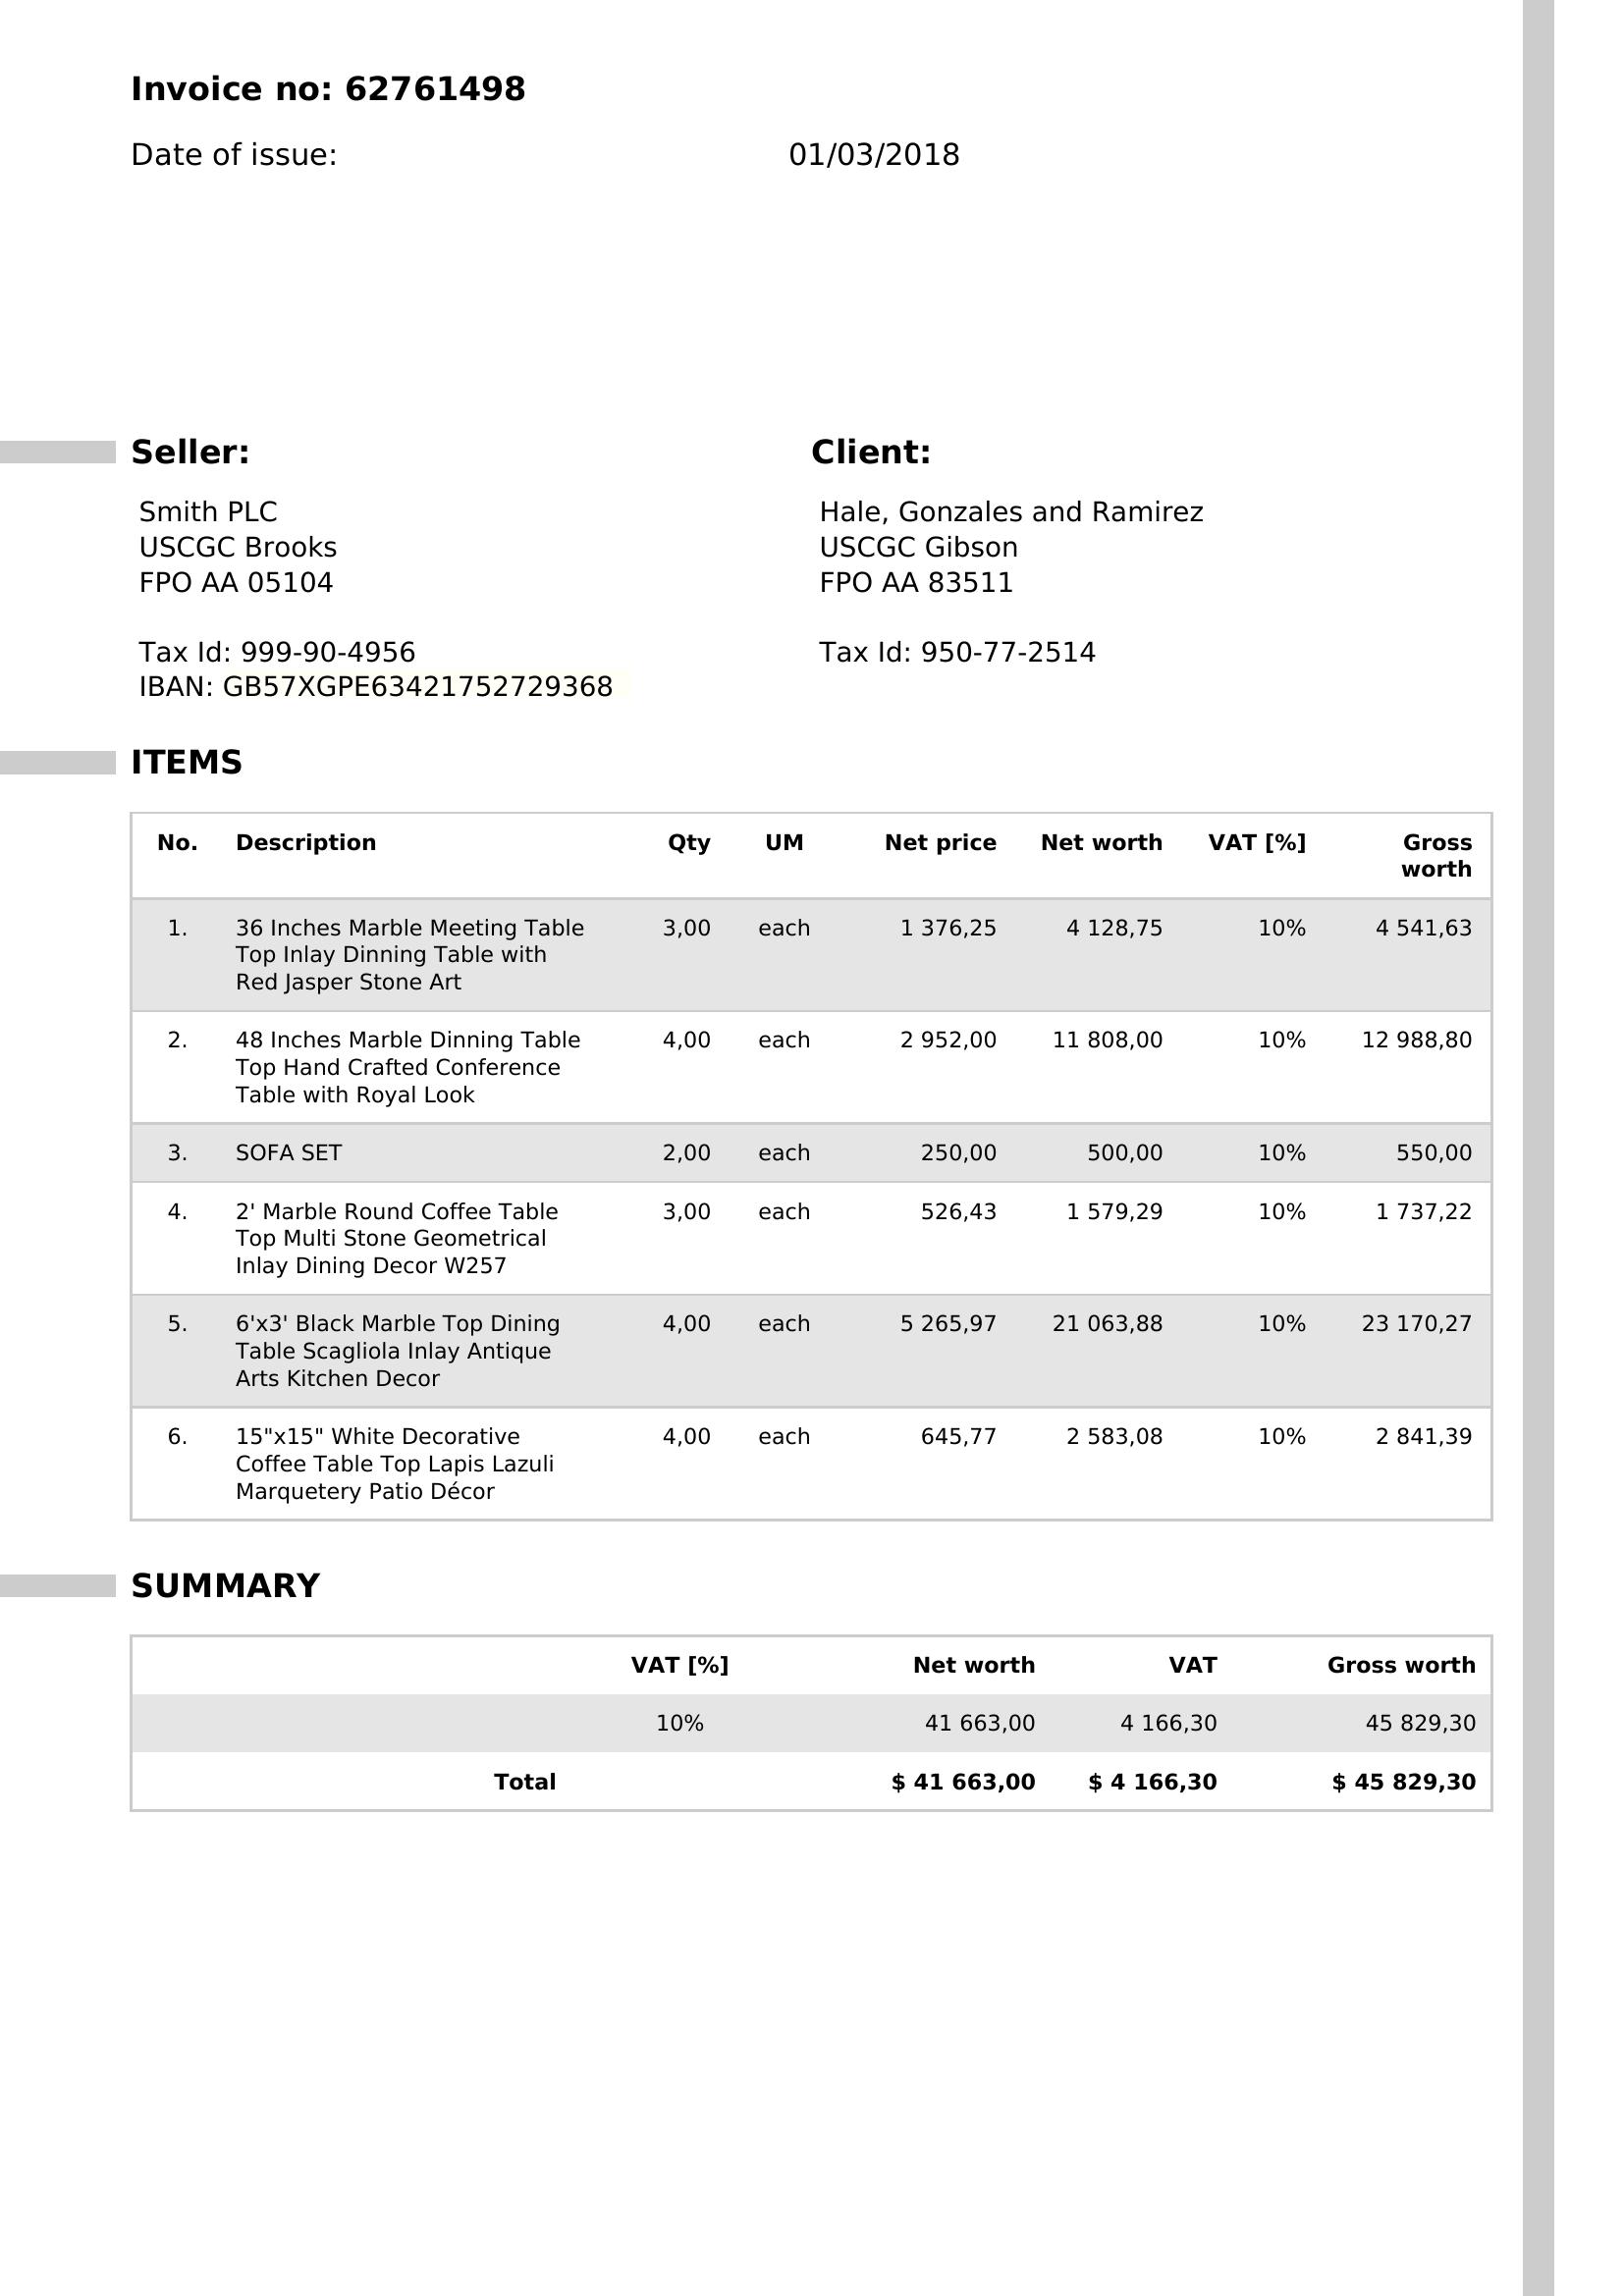 Invoice no: 62761498
Date of issue: 01/03/2018
Seller:
Smith PLC
USCGC Brooks
FPO AA 05104
Tax Id: 999-90-4956
IBAN: GB57XGPE63421752729368
Client:
Hale, Gonzales and Ramirez
USCGC Gibson
FPO AA 83511
Tax Id: 950-77-2514
ITEMS
No. Description Qty UM Net price Net worth VAT [%] Gross
worth
1. 36 Inches Marble Meeting Table 3,00 each 1 376,25 4 128,75 10% 4 541,63
Top Inlay Dinning Table with
Red Jasper Stone Art
2. 48 Inches Marble Dinning Table 4,00 each 2 952,00 11 808,00 10% 12 988,80
Top Hand Crafted Conference
Table with Royal Look
3. SOFA SET 2,00 each 250,00 500,00 10% 550,00
4. 2' Marble Round Coffee Table 3,00 each 526,43 1 579,29 10% 1 737,22
Top Multi Stone Geometrical
Inlay Dining Decor W257
5. 6'x3' Black Marble Top Dining 4,00 each 5 265,97 21 063,88 10% 23 170,27
Table Scagliola Inlay Antique
Arts Kitchen Decor
6. 15"x15" White Decorative 4,00 each 645,77 2 583,08 10% 2 841,39
Coffee Table Top Lapis Lazuli
Marquetery Patio Décor
SUMMARY
VAT [%] Net worth VAT Gross worth
10% 41 663,00 4 166,30 45 829,30
Total $ 41 663,00 $ 4 166,30 $ 45 829,30